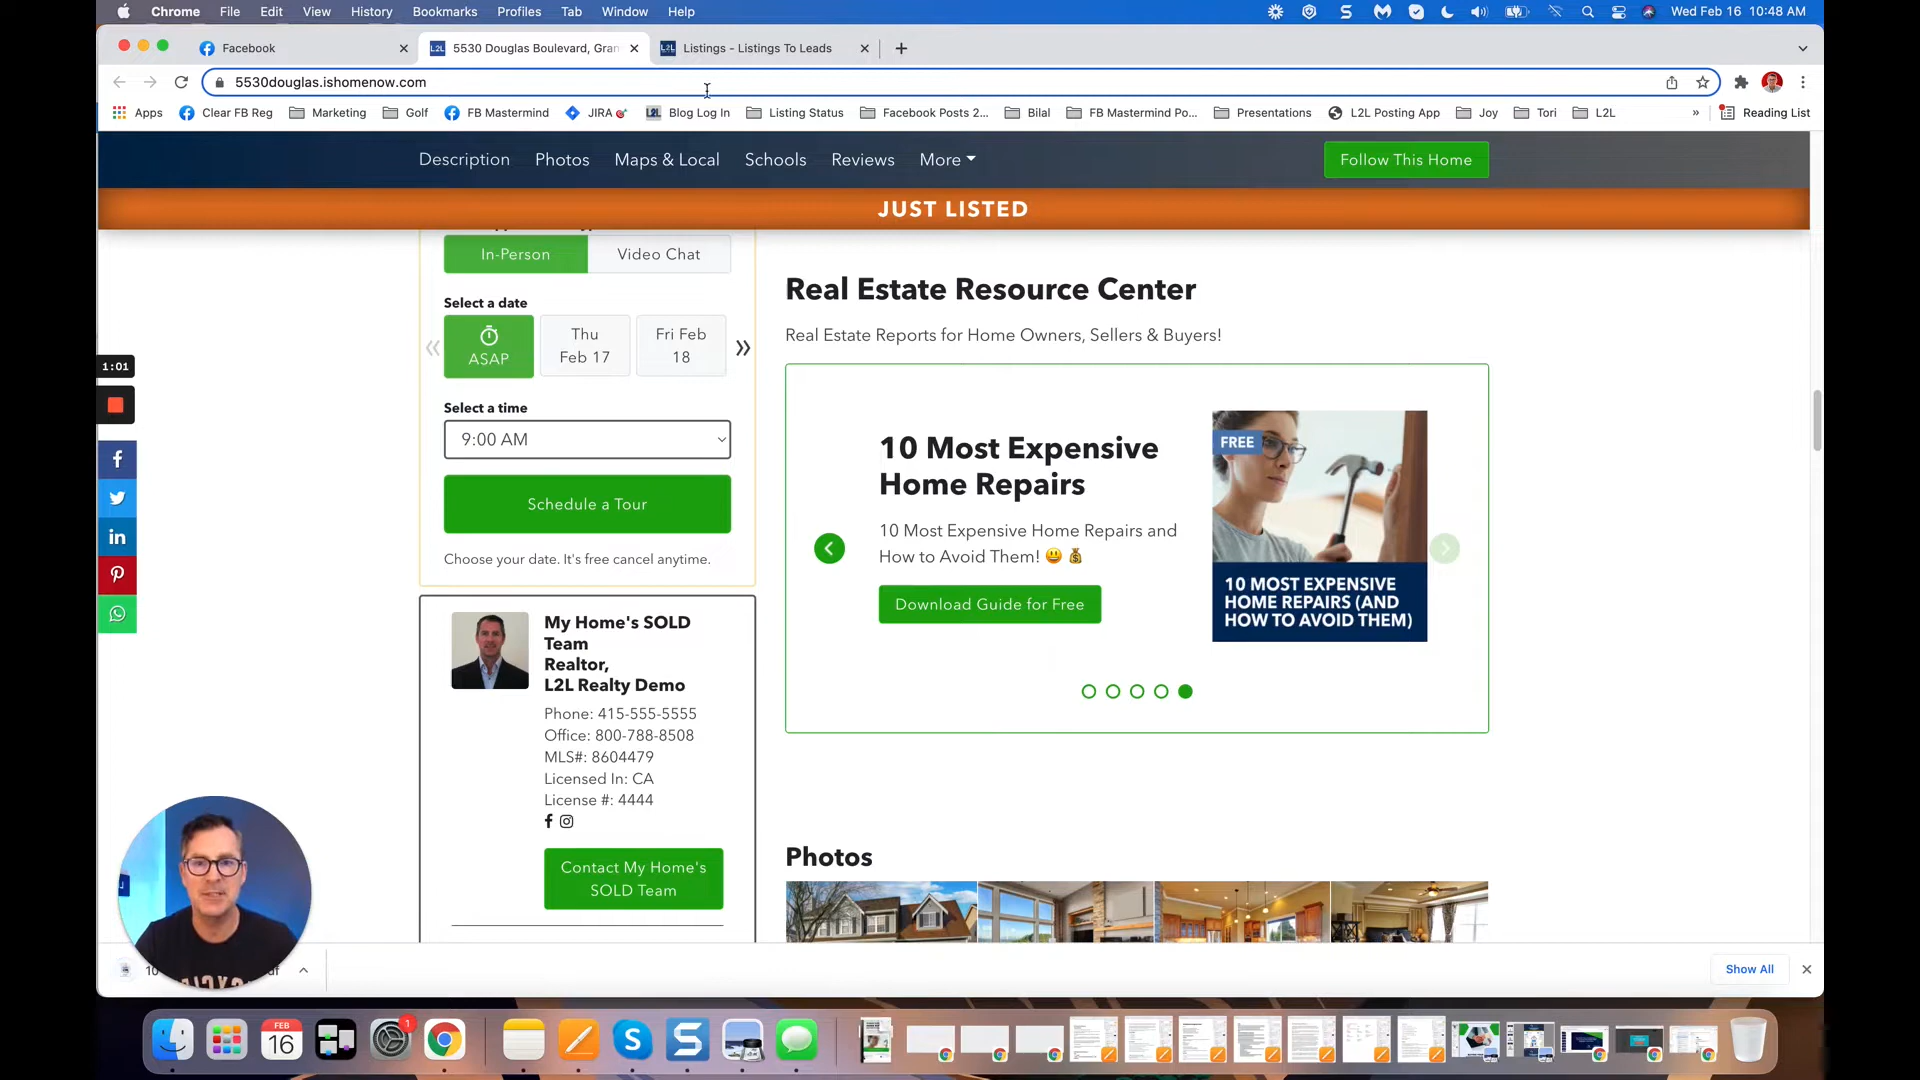 Chrome File Edit View History Bookmarks Profiles Tab Window Help
Wed Feb 16 10:48 AM
Facebook
L2L 5530 Douglas Boulevard, Gran
L2L Listings - Listings To Leads
5530douglas.ishomenow.com
Apps Clear FB Reg Marketing Golf FB Mastermind JIRA L2L Blog Log In Listing Status Facebook Posts 2... Bilal FB Mastermind Po... Presentations L2L Posting App Joy Tori L2L » Reading List
Description Photos Maps & Local Schools Reviews More
Follow This Home
JUST LISTED
In-Person Video Chat
Select a date
ASAP
Thu
Feb 17
Fri Feb
18
Select a time
9:00 AM
Schedule a Tour
Choose your date. It's free cancel anytime.
My Home's SOLD
Team
Realtor,
L2L Realty Demo
Phone: 415-555-5555
Office: 800-788-8508
MLS#: 8604479
Licensed In: CA
License #: 4444
Contact My Home's
SOLD Team
Real Estate Resource Center
Real Estate Reports for Home Owners, Sellers & Buyers!
10 Most Expensive
Home Repairs
10 Most Expensive Home Repairs and
How to Avoid Them! 😃 💰
Download Guide for Free
FREE
10 MOST EXPENSIVE
HOME REPAIRS (AND
HOW TO AVOID THEM)
Photos
1:01
Show All
FEB
16
1